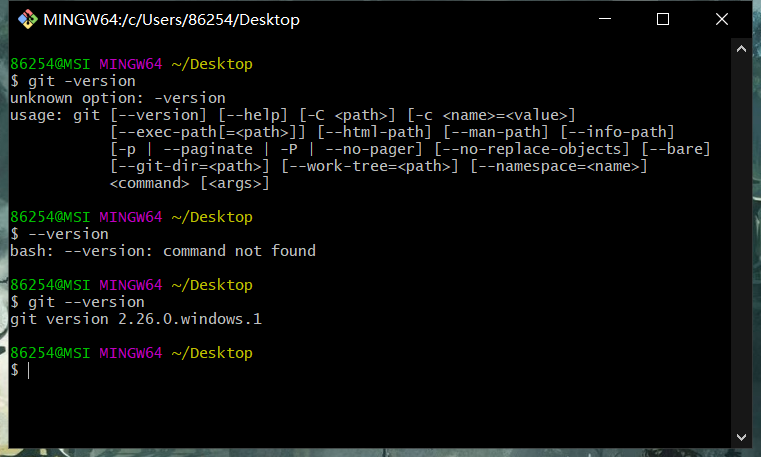 MINGW64:/c/Users/86254/Desktop
86254@MSI MINGW64 ~/Desktop
$ git -version
unknown option: -version
usage: git [--version] [--help] [-C <path>] [-c <name>=<value>]
           [--exec-path[=<path>]] [--html-path] [--man-path] [--info-path]
           [-p | --paginate | -P | --no-pager] [--no-replace-objects] [--bare]
           [--git-dir=<path>] [--work-tree=<path>] [--namespace=<name>]
           <command> [<args>]
86254@MSI MINGW64 ~/Desktop
$ --version
bash: --version: command not found
86254@MSI MINGW64 ~/Desktop
$ git --version
git version 2.26.0.windows.1
86254@MSI MINGW64 ~/Desktop
$